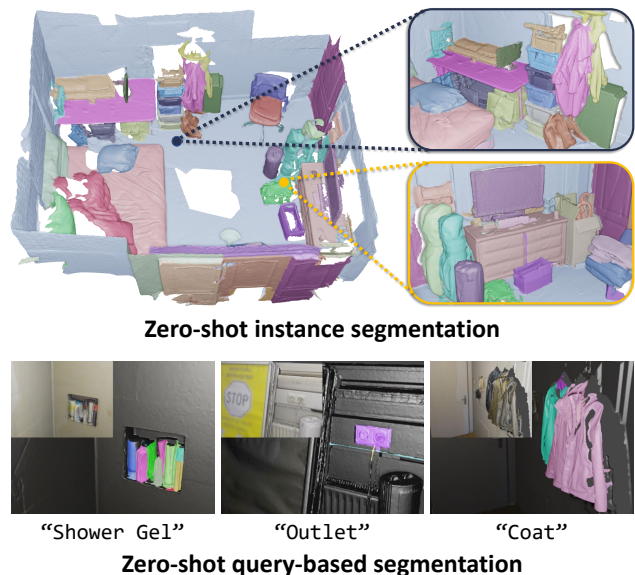 Zero-shot instance segmentation
STOP
“Shower Gel”
“Outlet”
“Coat”
Zero-shot query-based segmentation